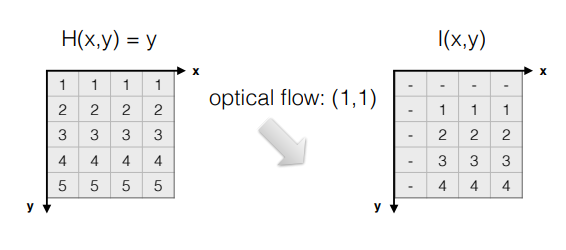 H(x,y) = y
I(x,y)
x
x
1 1 1 1
2 2 2 2
3 3 3 3
4 4 4 4
5 5 5 5
y
optical flow: (1,1)
- - - -
- 1 1 1
- 2 2 2
- 3 3 3
- 4 4 4
y